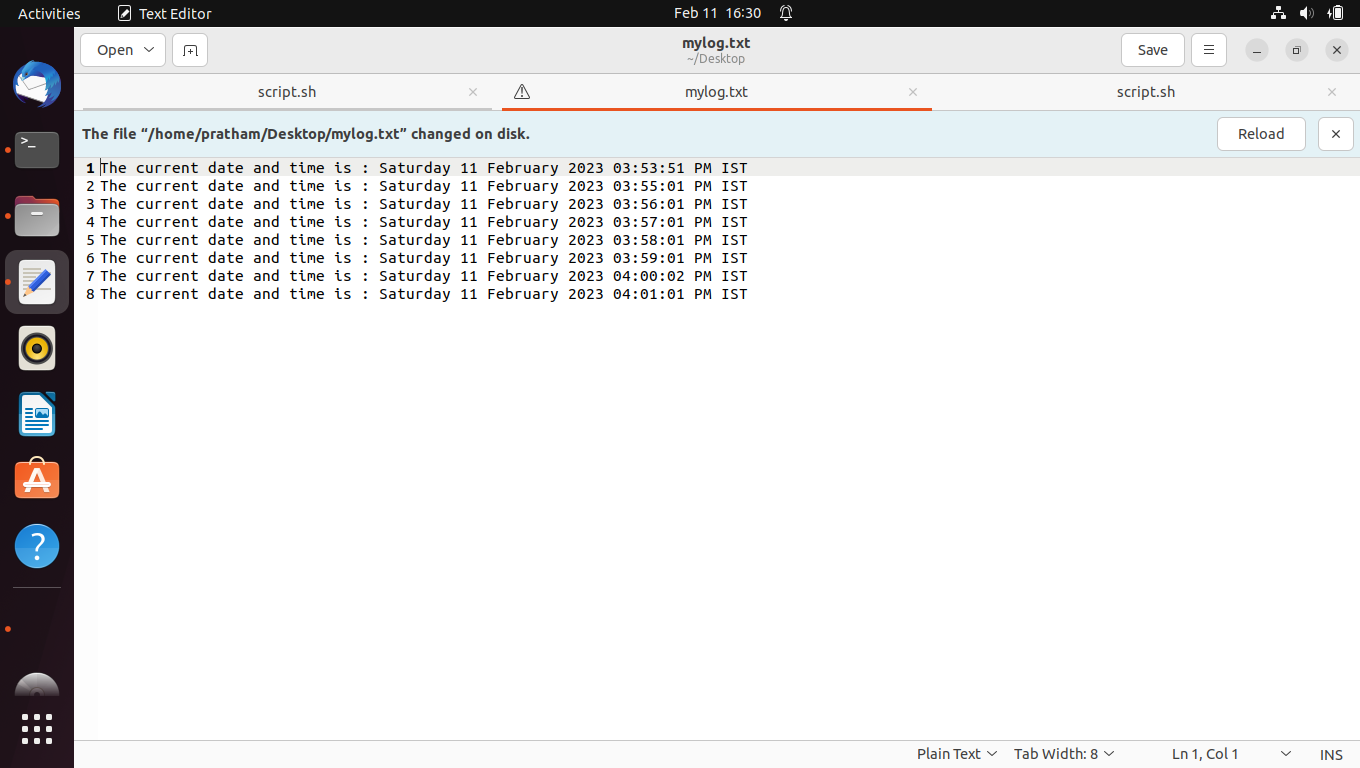 Activities Text Editor Feb 11 16:30
Open mylog.txt Save
~/Desktop
script.sh mylog.txt script.sh
The file “/home/pratham/Desktop/mylog.txt” changed on disk. Reload
1 The current date and time is : Saturday 11 February 2023 03:53:51 PM IST
2 The current date and time is : Saturday 11 February 2023 03:55:01 PM IST
3 The current date and time is : Saturday 11 February 2023 03:56:01 PM IST
4 The current date and time is : Saturday 11 February 2023 03:57:01 PM IST
5 The current date and time is : Saturday 11 February 2023 03:58:01 PM IST
6 The current date and time is : Saturday 11 February 2023 03:59:01 PM IST
7 The current date and time is : Saturday 11 February 2023 04:00:02 PM IST
8 The current date and time is : Saturday 11 February 2023 04:01:01 PM IST
Plain Text Tab Width: 8 Ln 1, Col 1 INS